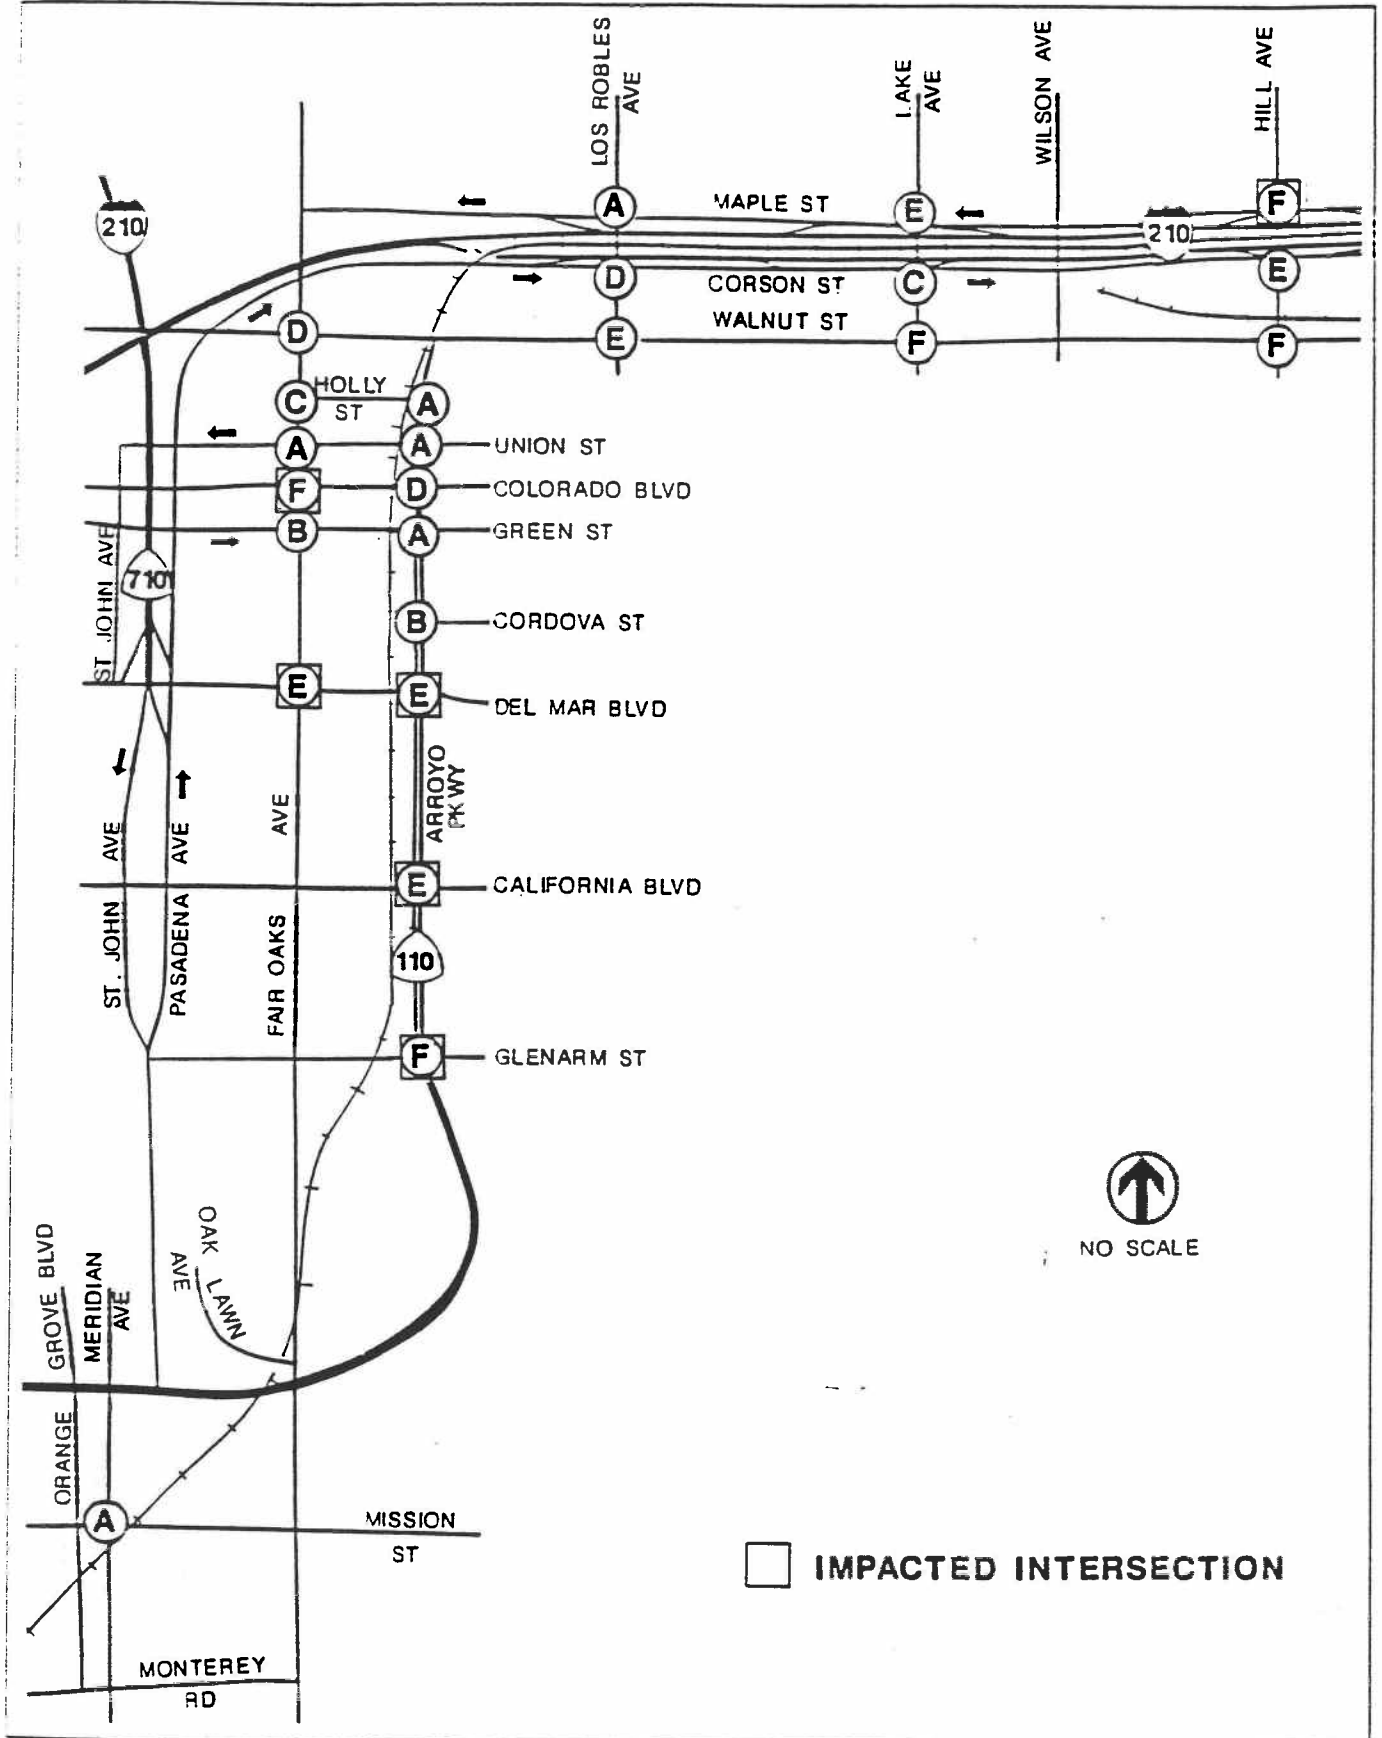 LOS ROBLES
AVE
LAKE
AVE
WILSON AVE
HILL AVE
210
A
MAPLE ST
E
F
210
D
CORSON ST
C
E
WALNUT ST
D
E
F
F
HOLLY
ST
C
A
A
A
UNION ST
F
D
COLORADO BLVD
B
A
GREEN ST
ST JOHN AVE
710
B
CORDOVA ST
E
E
DEL MAR BLVD
ARROYO
PKWY
ST. JOHN AVE
PASADENA AVE
FAIR OAKS AVE
E
CALIFORNIA BLVD
110
F
GLENARM ST
OAK LAWN
AVE
NO SCALE
ORANGE GROVE BLVD
MERIDIAN
AVE
A
MISSION
ST
IMPACTED INTERSECTION
MONTEREY
RD